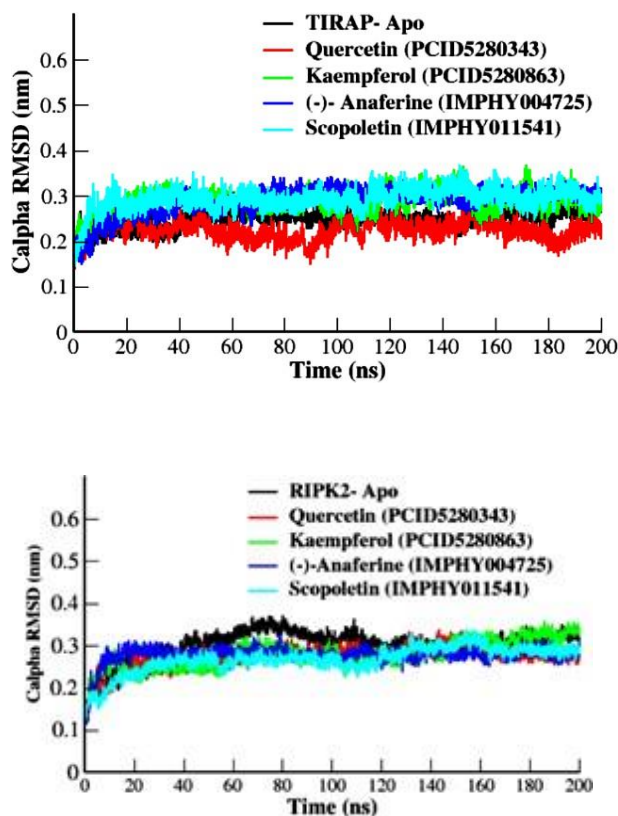 TIRAP- Apo
Quercetin (PCID5280343)
Kaempferol (PCID5280863)
(-)- Anaferine (IMPHY004725)
Scopoletin (IMPHY011541)
Calpha RMSD (nm)
0.6
0.5
0.4
0.3
0.2
0.1
0
0 20 40 60 80 100 120 140 160 180 200
Time (ns)
RIPK2- Apo
Quercetin (PCID5280343)
Kaempferol (PCID5280863)
(-)-Anaferine (IMPHY004725)
Scopoletin (IMPHY011541)
Calpha RMSD (nm)
0.6
0.5
0.4
0.3
0.2
0.1
0
0 20 40 60 80 100 120 140 160 180 200
Time (ns)